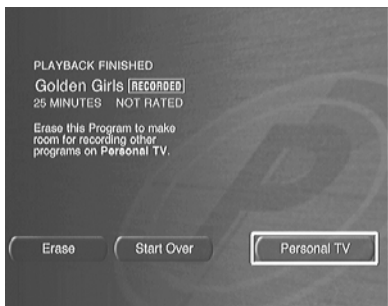 PLAYBACK FINISHED
Golden Girls RECORDED
25 MINUTES NOT RATED
Erase this Program to make
room for recording other
programs on Personal TV.
Erase Start Over Personal TV